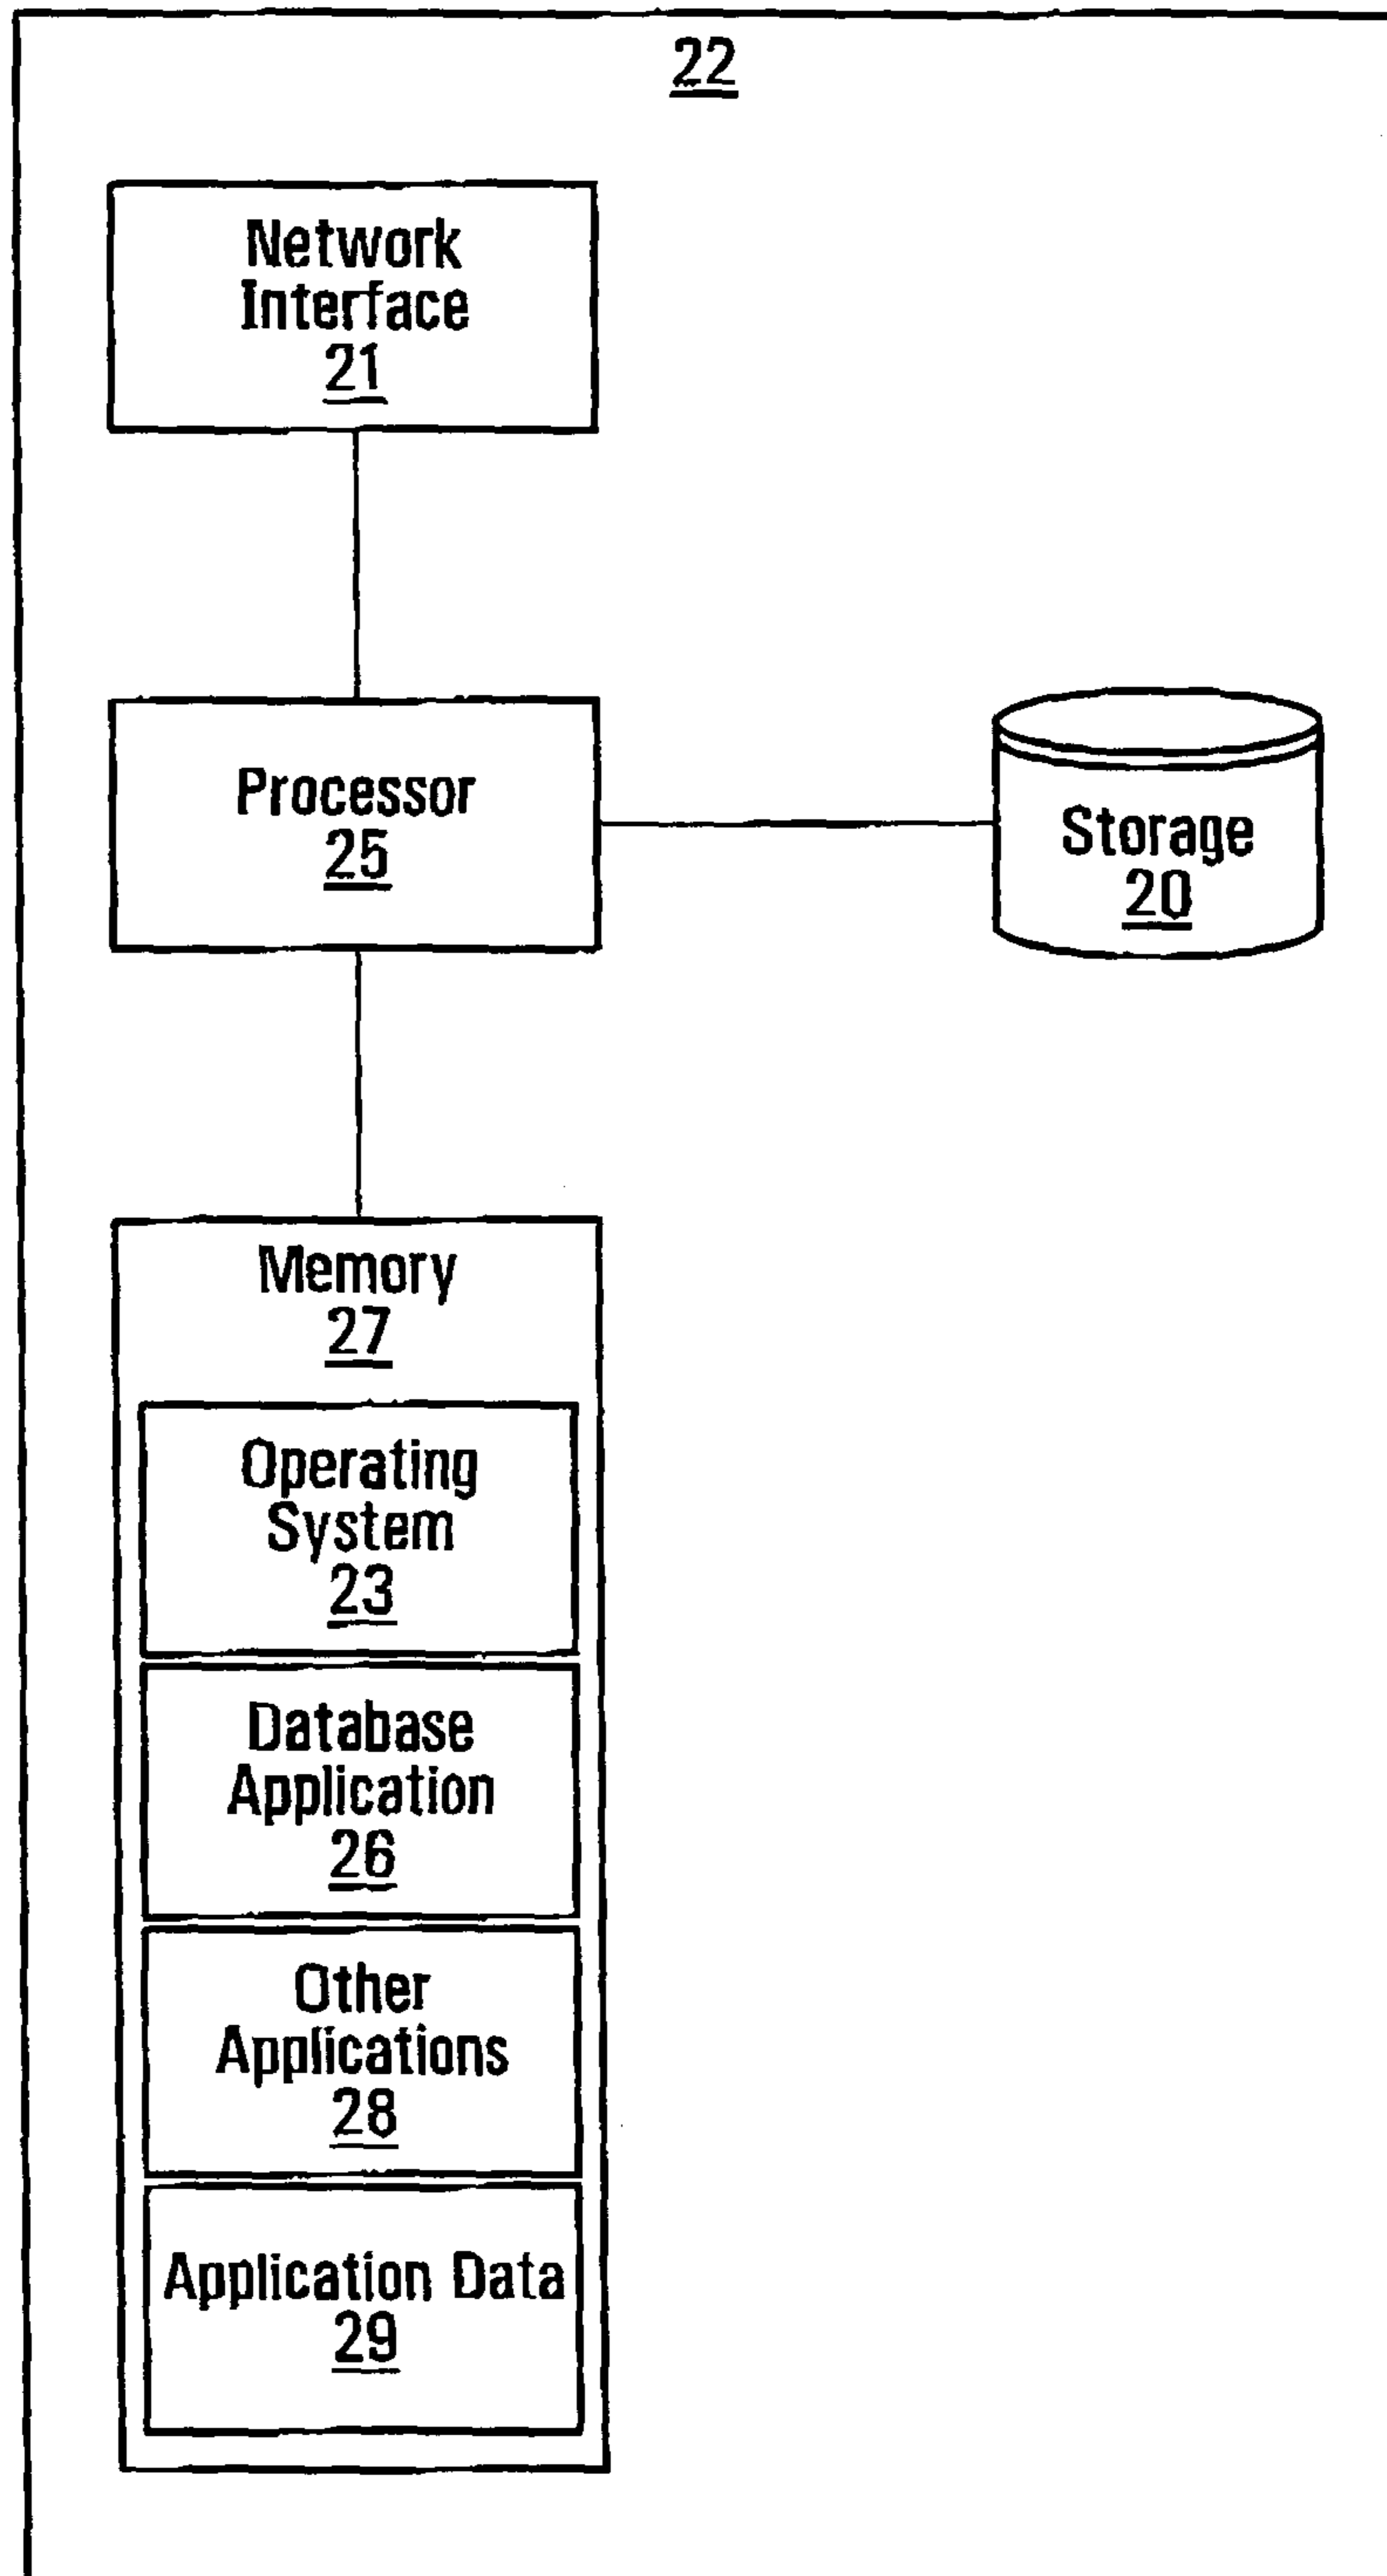 22
Network
Interface
21
Processor
25
Storage
20
Memory
27
Operating
System
23
Database
Application
26
Other
Applications
28
Application Data
29